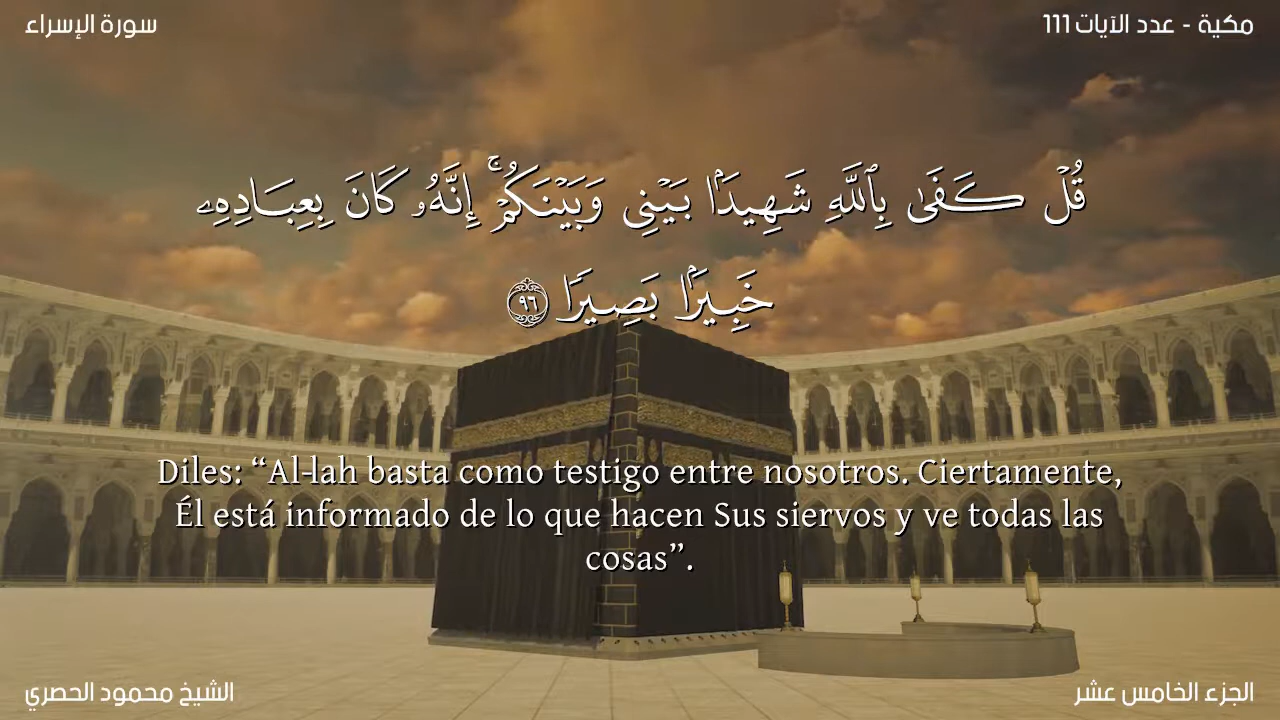 سورة الإسراء
مكية - عدد الآيات 111
قُلْ كَفَىٰ بِٱللَّهِ شَهِيدًۢا بَيْنِى وَبَيْنَكُمْ ۚ إِنَّهُۥ كَانَ بِعِبَادِهِۦ
خَبِيرًۢا بَصِيرًا ٩٦
Diles: “Al-lah basta como testigo entre nosotros. Ciertamente,
Él está informado de lo que hacen Sus siervos y ve todas las
cosas”.
الشيخ محمود الحصري
الجزء الخامس عشر